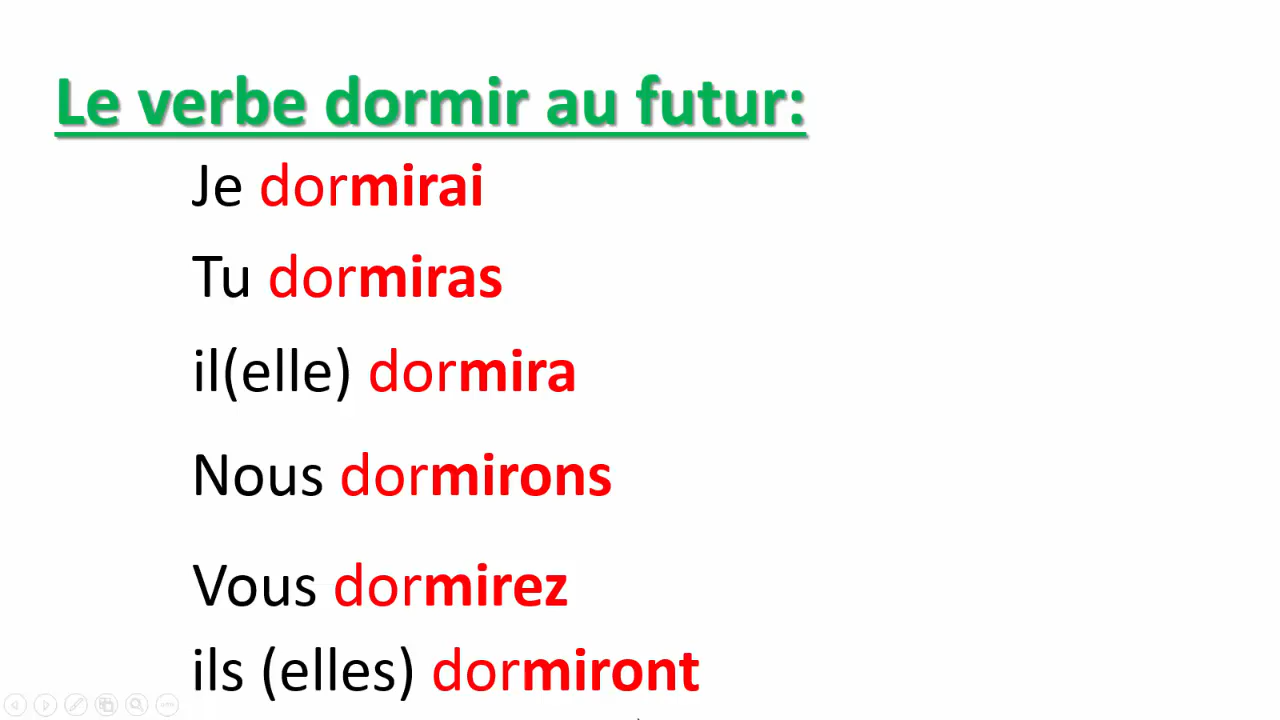 Le verbe dormir au futur:
Je dormirai
Tu dormiras
il(elle) dormira
Nous dormirons
Vous dormirez
ils (elles) dormiront